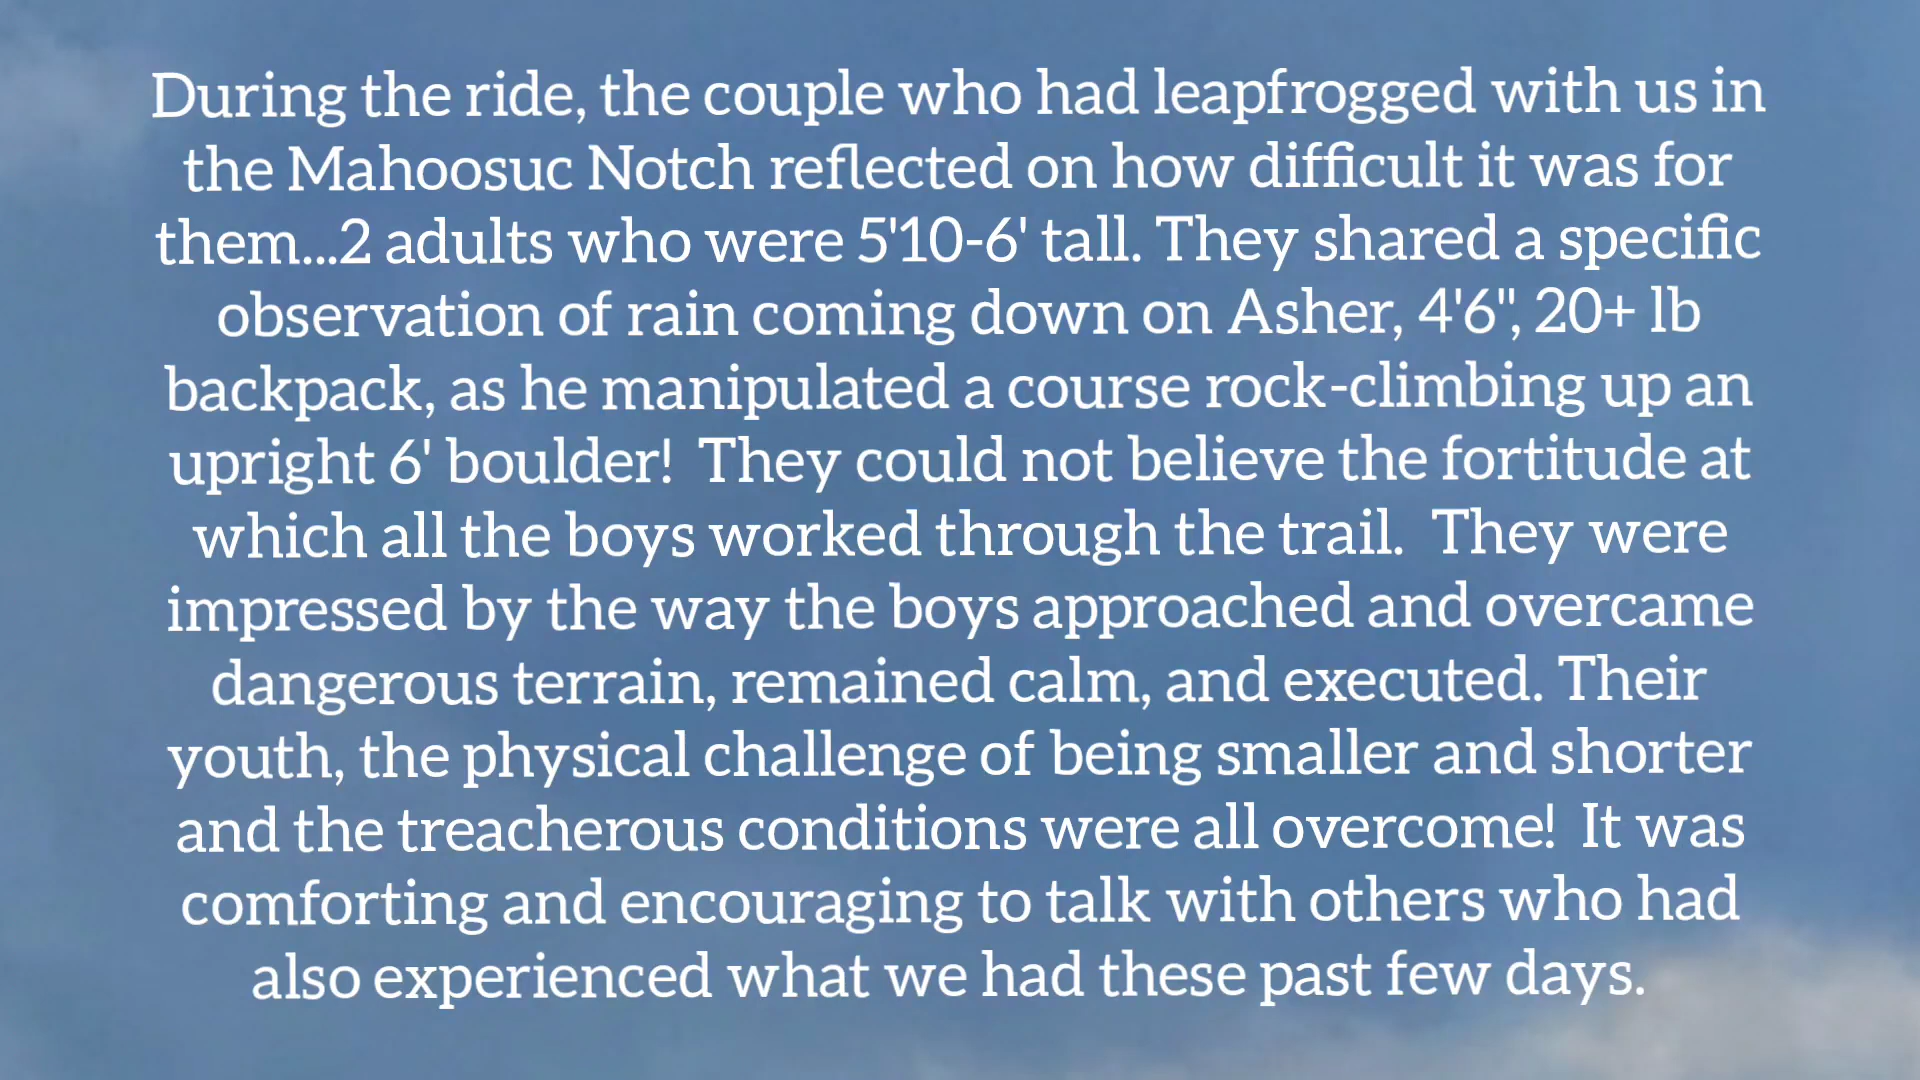 During the ride, the couple who had leapfrogged with us in
the Mahoosuc Notch reflected on how difficult it was for
them...2 adults who were 5'10-6' tall. They shared a specific
observation of rain coming down on Asher, 4'6", 20+ lb
backpack, as he manipulated a course rock-climbing up an
upright 6' boulder!  They could not believe the fortitude at
which all the boys worked through the trail.  They were
impressed by the way the boys approached and overcame
dangerous terrain, remained calm, and executed. Their
youth, the physical challenge of being smaller and shorter
and the treacherous conditions were all overcome!  It was
comforting and encouraging to talk with others who had
also experienced what we had these past few days.